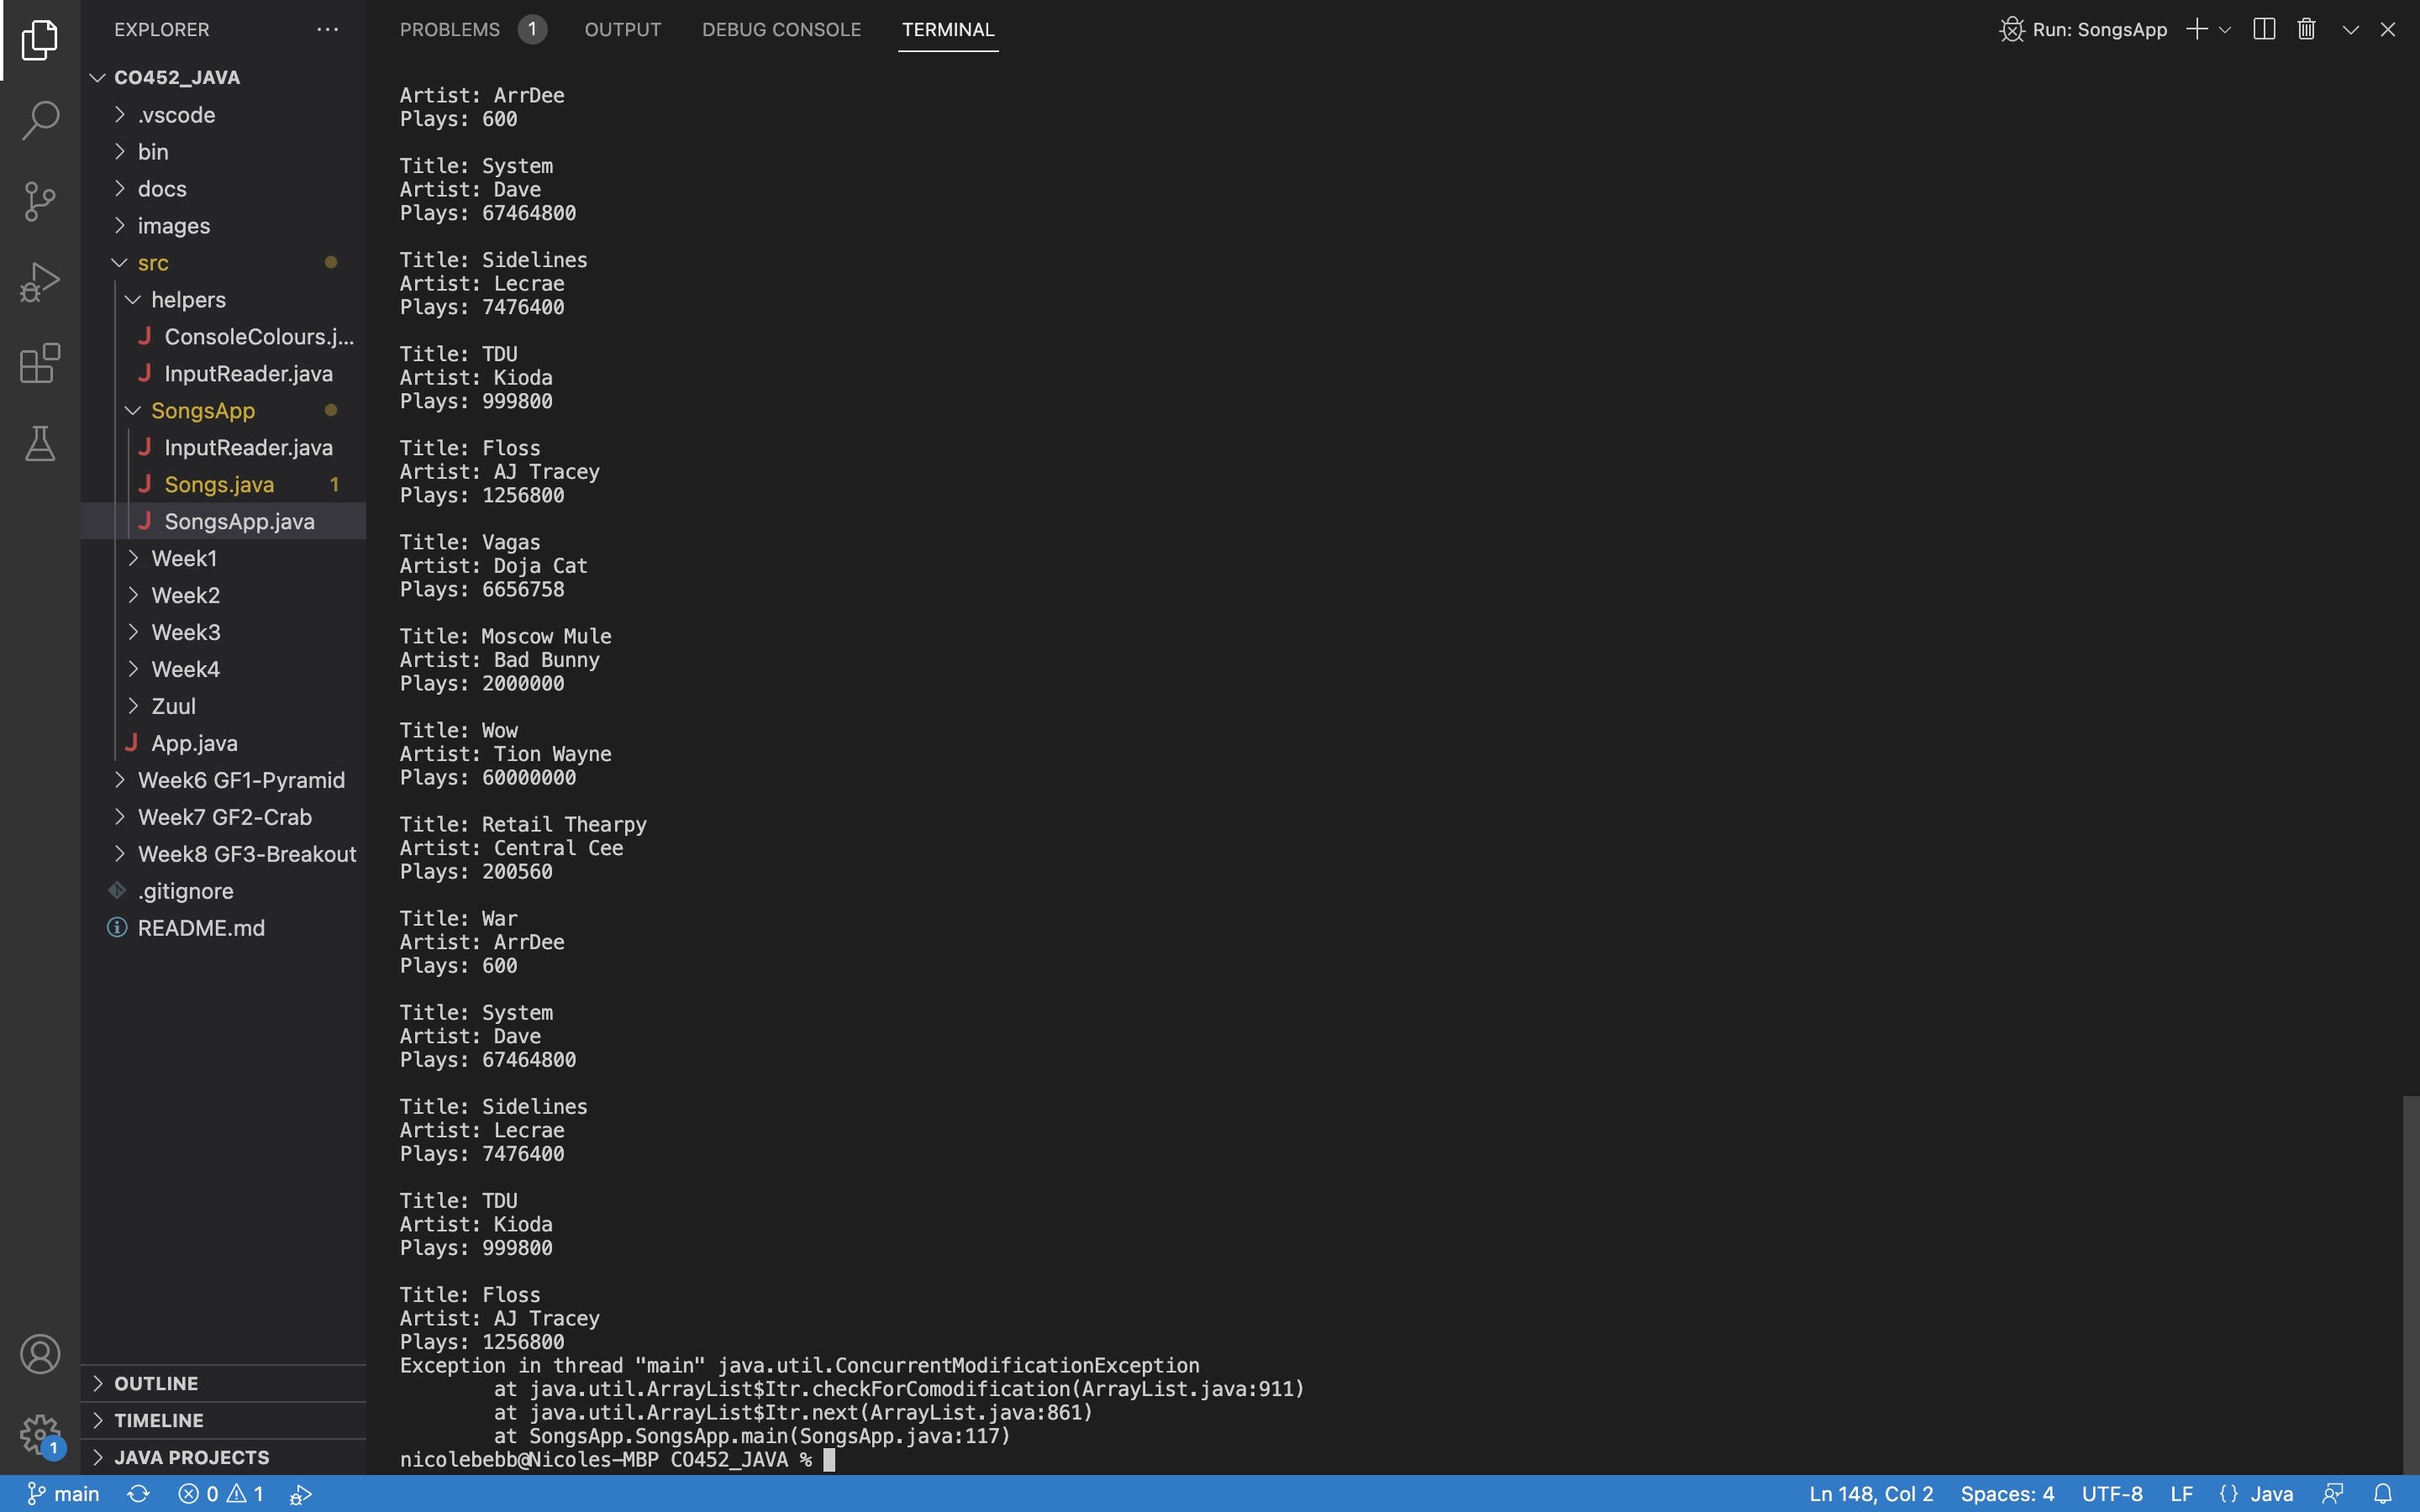 EXPLORER
CO452_JAVA
.vscode
bin
docs
images
src
helpers
ConsoleColours.j...
InputReader.java
SongsApp
InputReader.java
Songs.java 1
SongsApp.java
Week1
Week2
Week3
Week4
Zuul
App.java
Week6 GF1-Pyramid
Week7 GF2-Crab
Week8 GF3-Breakout
.gitignore
README.md
OUTLINE
TIMELINE
JAVA PROJECTS
1
PROBLEMS 1 OUTPUT DEBUG CONSOLE TERMINAL
Run: SongsApp
Artist: ArrDee
Plays: 600
Title: System
Artist: Dave
Plays: 67464800
Title: Sidelines
Artist: Lecrae
Plays: 7476400
Title: TDU
Artist: Kioda
Plays: 999800
Title: Floss
Artist: AJ Tracey
Plays: 1256800
Title: Vagas
Artist: Doja Cat
Plays: 6656758
Title: Moscow Mule
Artist: Bad Bunny
Plays: 2000000
Title: Wow
Artist: Tion Wayne
Plays: 60000000
Title: Retail Thearpy
Artist: Central Cee
Plays: 200560
Title: War
Artist: ArrDee
Plays: 600
Title: System
Artist: Dave
Plays: 67464800
Title: Sidelines
Artist: Lecrae
Plays: 7476400
Title: TDU
Artist: Kioda
Plays: 999800
Title: Floss
Artist: AJ Tracey
Plays: 1256800
Exception in thread "main" java.util.ConcurrentModificationException
at java.util.ArrayList$Itr.checkForComodification(ArrayList.java:911)
at java.util.ArrayList$Itr.next(ArrayList.java:861)
at SongsApp.SongsApp.main(SongsApp.java:117)
nicolebebb@Nicoles-MBP CO452_JAVA %
main 0 1
Ln 148, Col 2 Spaces: 4 UTF-8 LF {} Java